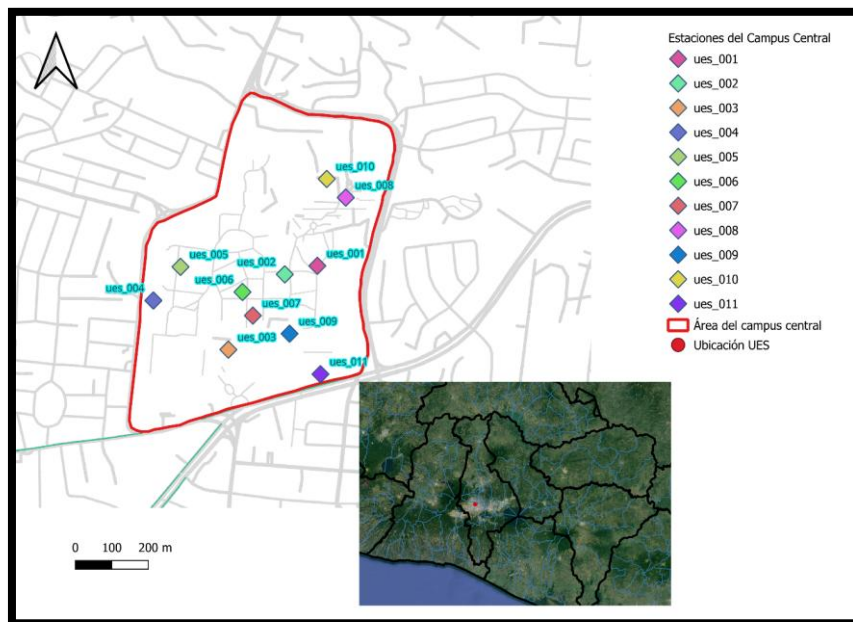 Estaciones del Campus Central
ues_001
ues_002
ues_003
ues_004
ues_005
ues_006
ues_007
ues_008
ues_009
ues_010
ues_011
Área del campus central
Ubicación UES
ues_010
ues_008
ues_005
ues_002
ues_001
ues_006
ues_004
ues_007
ues_009
ues_003
ues_011
0 100 200 m